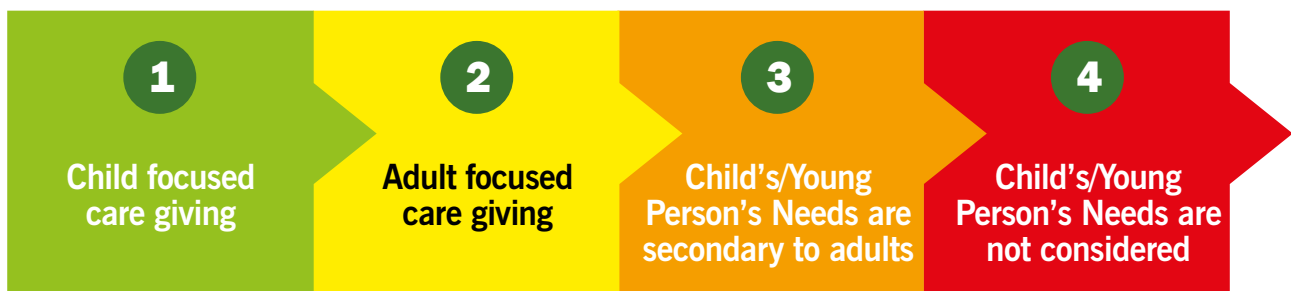 1
Child focused
care giving
2
Adult focused
care giving
3
Child's/Young
Person's Needs are
secondary to adults
4
Child's/Young
Person's Needs are
not considered